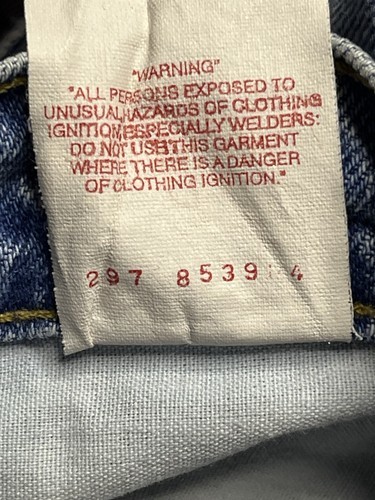 "WARNING"
"ALL PERSONS EXPOSED TO
UNUSUAL HAZARDS OF CLOTHING
IGNITION, ESPECIALLY WELDERS:
DO NOT USE THIS GARMENT
WHERE THERE IS A DANGER
OF CLOTHING IGNITION."
297 8539 4